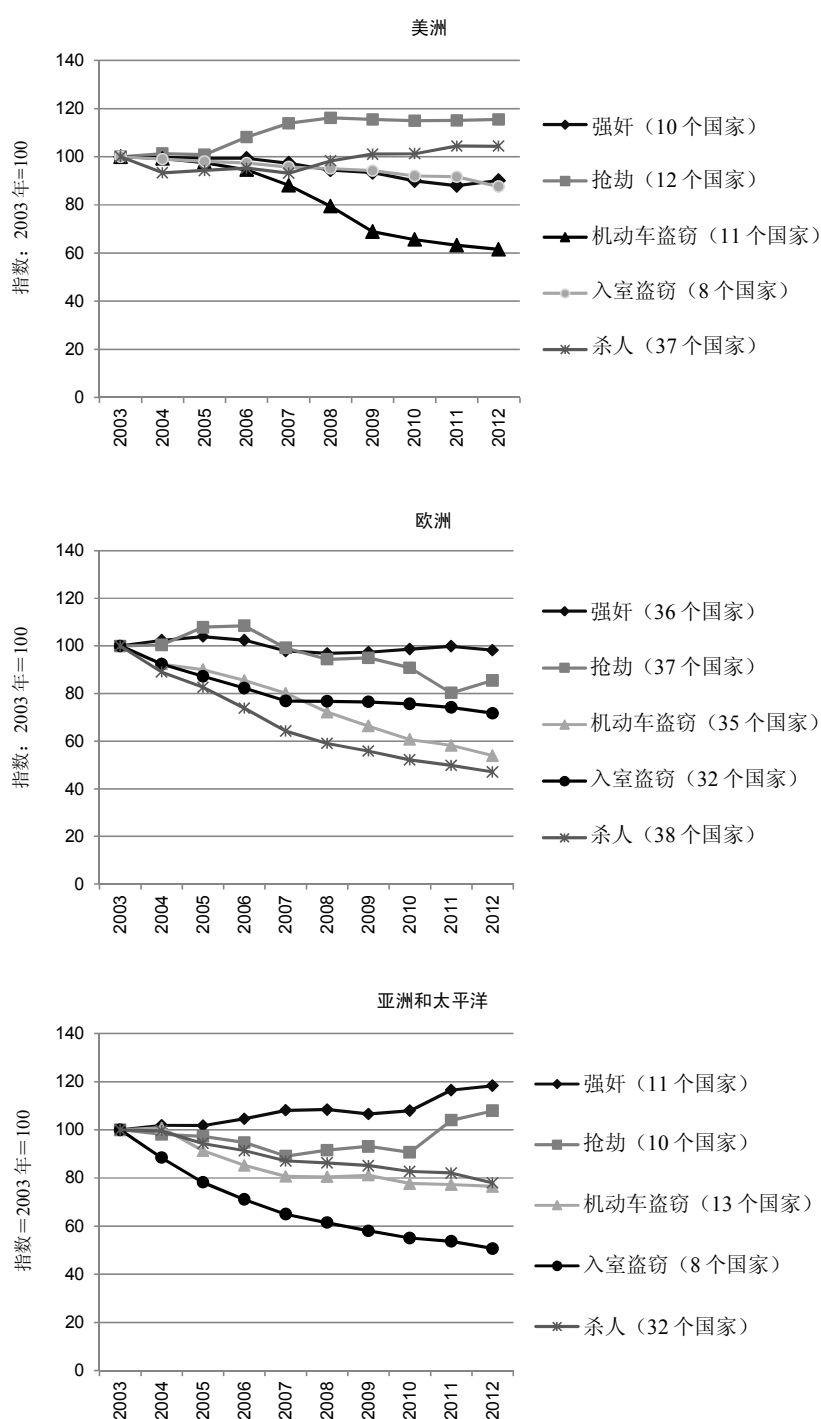 美洲
140
120
100
80
60
40
20
0
指数：2003 年=100
2003 2004 2005 2006 2007 2008 2009 2010 2011 2012
强奸（10 个国家）
抢劫（12 个国家）
机动车盗窃（11 个国家）
入室盗窃（8 个国家）
杀人（37 个国家）
欧洲
140
120
100
80
60
40
20
0
指数：2003 年=100
2003 2004 2005 2006 2007 2008 2009 2010 2011 2012
强奸（36 个国家）
抢劫（37 个国家）
机动车盗窃（35 个国家）
入室盗窃（32 个国家）
杀人（38 个国家）
亚洲和太平洋
140
120
100
80
60
40
20
0
指数＝2003 年＝100
2003 2004 2005 2006 2007 2008 2009 2010 2011 2012
强奸（11 个国家）
抢劫（10 个国家）
机动车盗窃（13 个国家）
入室盗窃（8 个国家）
杀人（32 个国家）